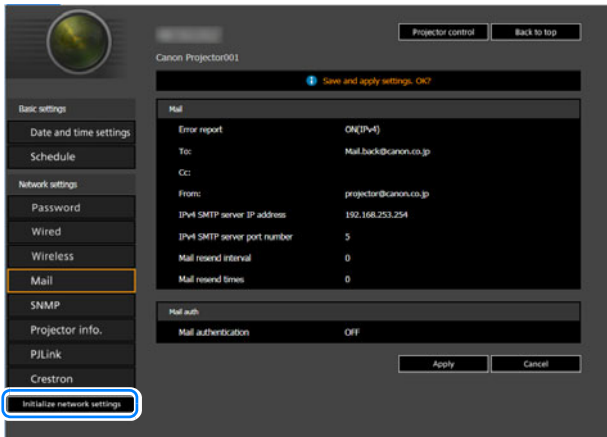 Projector control
Back to top
Canon Projector001
Save and apply settings. OK?
Basic settings
Date and time settings
Schedule
Network settings
Password
Wired
Wireless
Mail
SNMP
Projector info.
PJLink
Crestron
Initialize network settings
Mail
Error report ON(IPv4)
To: Mail.back@canon.co.jp
Cc:
From: projector@canon.co.jp
IPv4 SMTP server IP address 192.168.253.254
IPv4 SMTP server port number 5
Mail resend interval 0
Mail resend times 0
Mail auth
Mail authentication OFF
Apply
Cancel